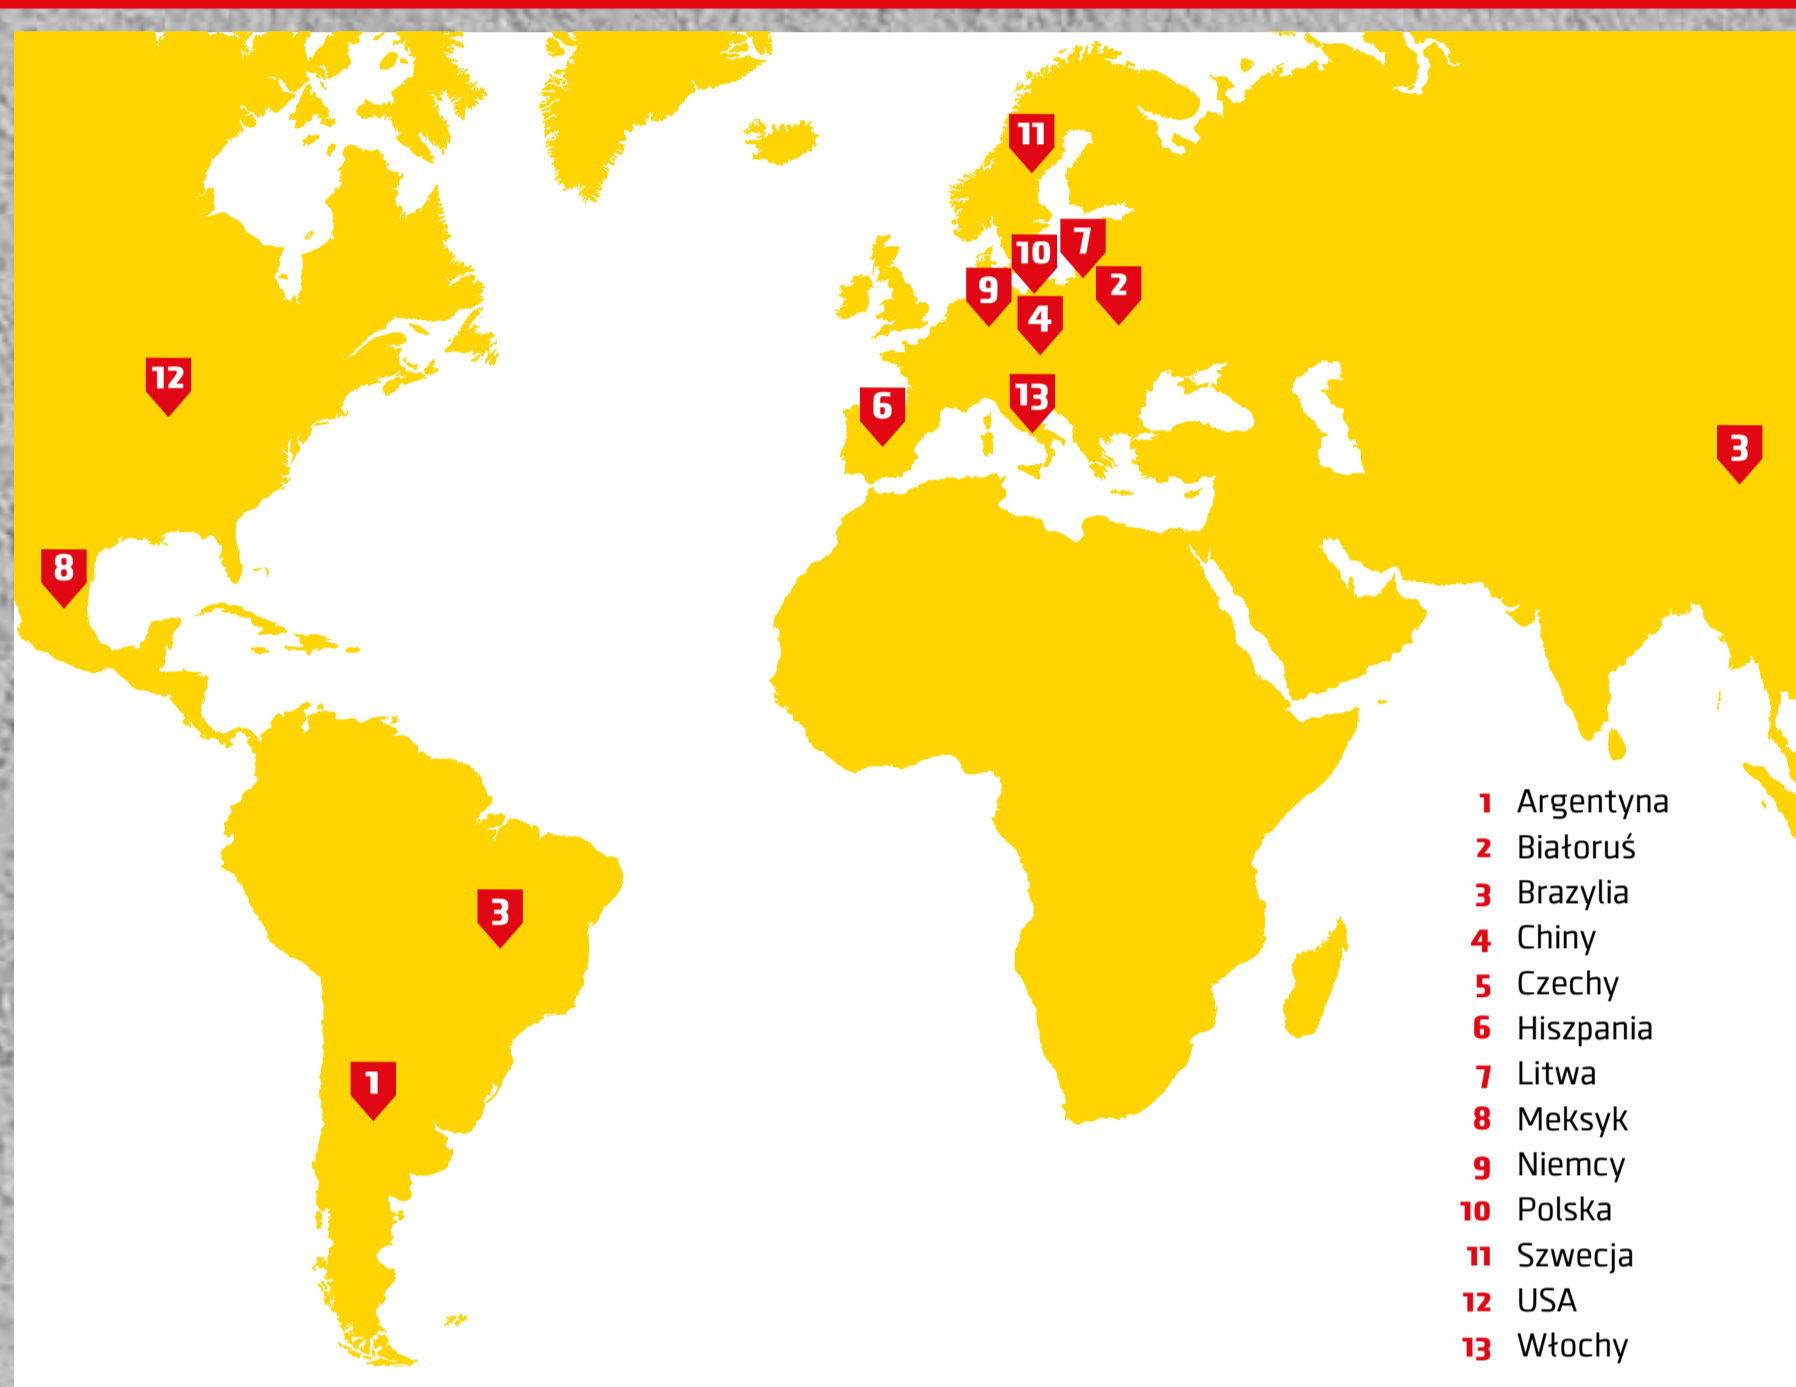 11
7
10
2
9
4
12
13
6
3
8
3
1
1 Argentyna
2 Białoruś
3 Brazylia
4 Chiny
5 Czechy
6 Hiszpania
7 Litwa
8 Meksyk
9 Niemcy
10 Polska
11 Szwecja
12 USA
13 Włochy